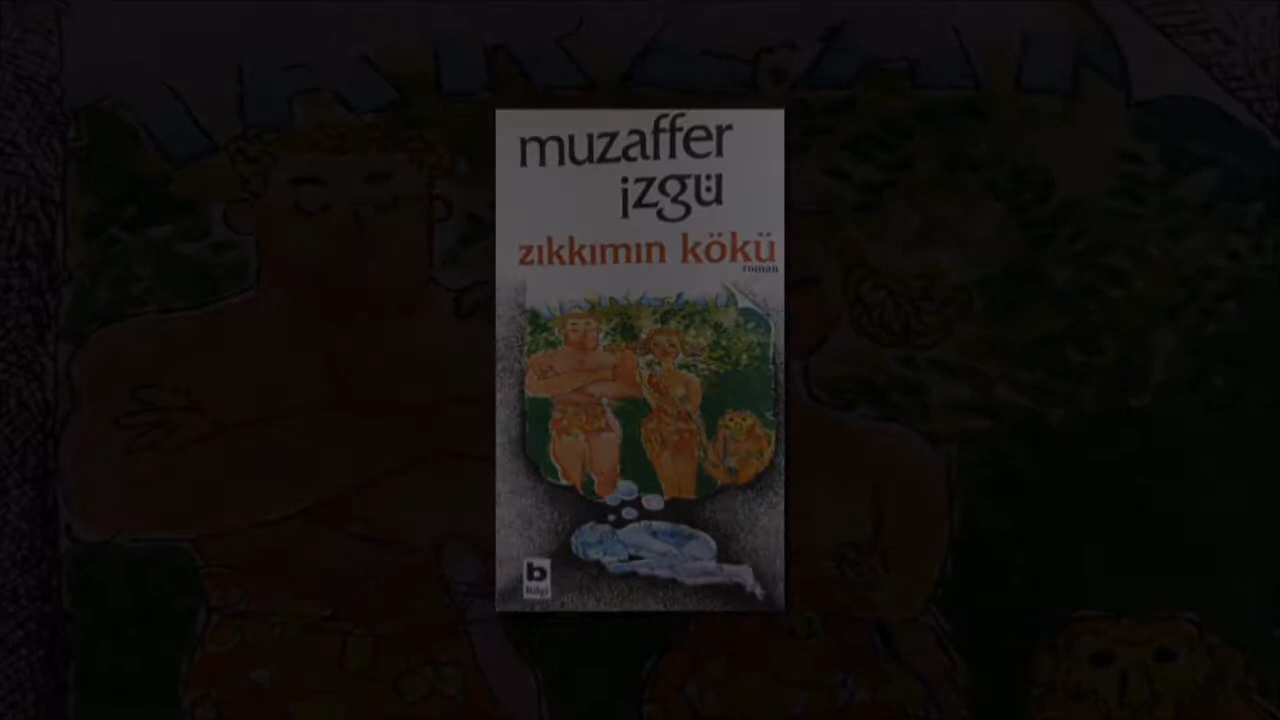 muzaffer
izgü
zıkkımın kökü
roman
b
Bilgi